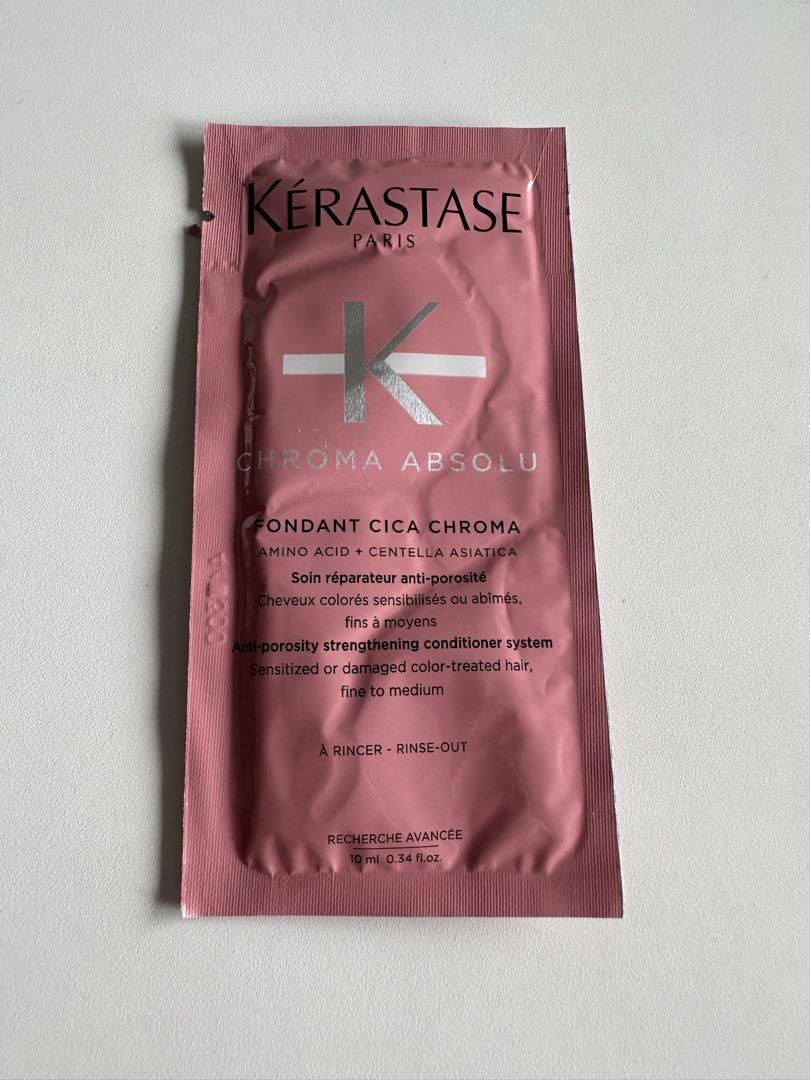 KÉRASTASE
PARIS
K
CHROMA ABSOLU
FONDANT CICA CHROMA
AMINO ACID + CENTELLA ASIATICA
Soin réparateur anti-porosité
Cheveux colorés sensibilisés ou abîmés,
fins à moyens
Anti-porosity strengthening conditioner system
Sensitized or damaged color-treated hair,
fine to medium
À RINCER - RINSE-OUT
RECHERCHE AVANCÉE
10 ml 0.34 fl.oz.